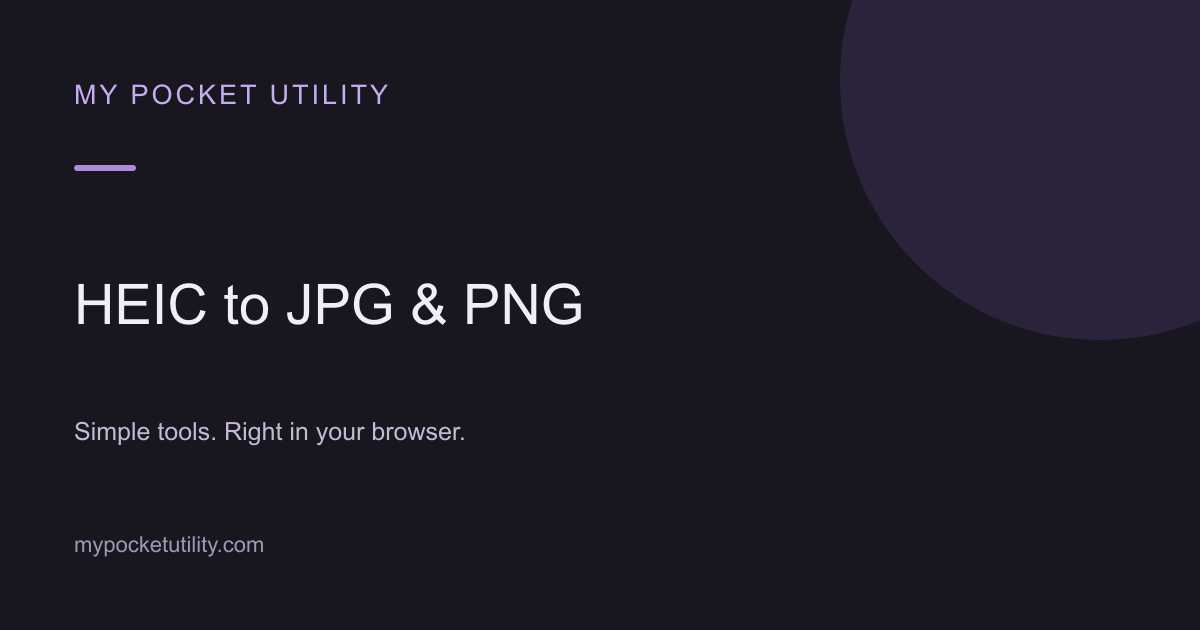 MY POCKET UTILITY
HEIC to JPG & PNG
Simple tools. Right in your browser.
mypocketutility.com